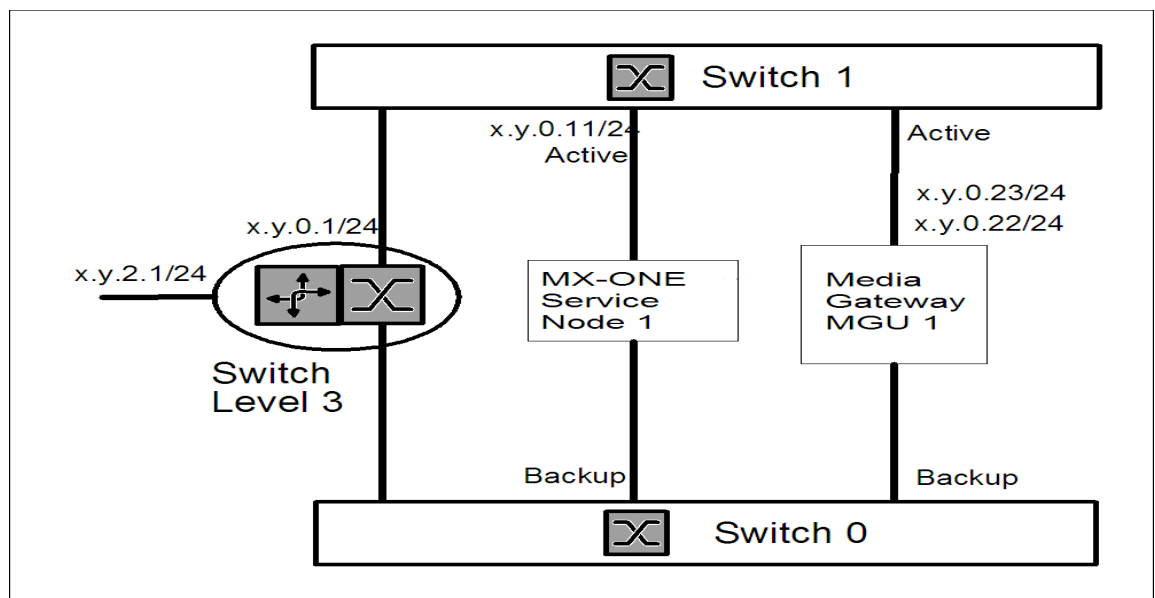 Switch 1
x.y.0.11/24
Active
Active
x.y.0.23/24
x.y.0.22/24
x.y.0.1/24
x.y.2.1/24
MX-ONE
Service
Node 1
Media
Gateway
MGU 1
Switch
Level 3
Backup
Backup
Switch 0